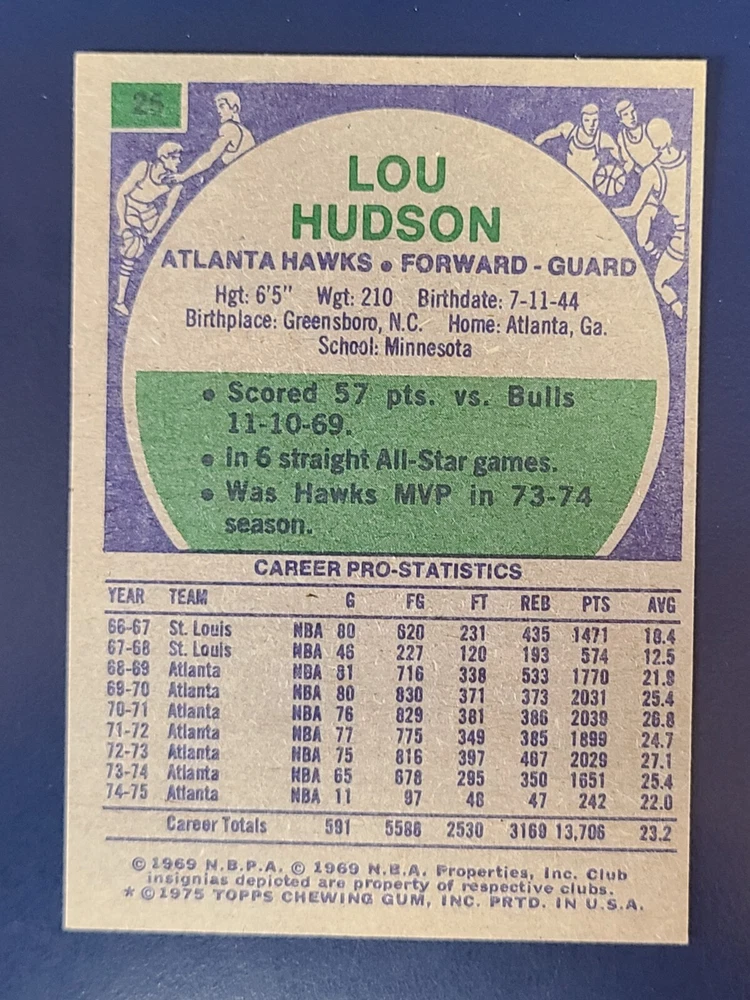 25
LOU
HUDSON
ATLANTA HAWKS • FORWARD - GUARD
Hgt: 6'5" Wgt: 210 Birthdate: 7-11-44
Birthplace: Greensboro, N.C. Home: Atlanta, Ga.
School: Minnesota
• Scored 57 pts. vs. Bulls
11-10-69.
• In 6 straight All-Star games.
• Was Hawks MVP in 73-74
season.
CAREER PRO-STATISTICS
YEAR TEAM G FG FT REB PTS AVG
66-67 St. Louis NBA 80 620 231 435 1471 18.4
67-68 St. Louis NBA 46 227 120 193 574 12.5
68-69 Atlanta NBA 81 716 338 533 1770 21.9
69-70 Atlanta NBA 80 830 371 373 2031 25.4
70-71 Atlanta NBA 76 829 381 386 2039 26.8
71-72 Atlanta NBA 77 775 349 385 1899 24.7
72-73 Atlanta NBA 75 816 397 467 2029 27.1
73-74 Atlanta NBA 65 678 295 350 1651 25.4
74-75 Atlanta NBA 11 97 48 47 242 22.0
Career Totals 591 5588 2530 3169 13,706 23.2
© 1969 N.B.P.A. © 1969 N.B.A. Properties, Inc. Club
insignias depicted are property of respective clubs.
* © 1975 TOPPS CHEWING GUM, INC. PRTD. IN U.S.A.